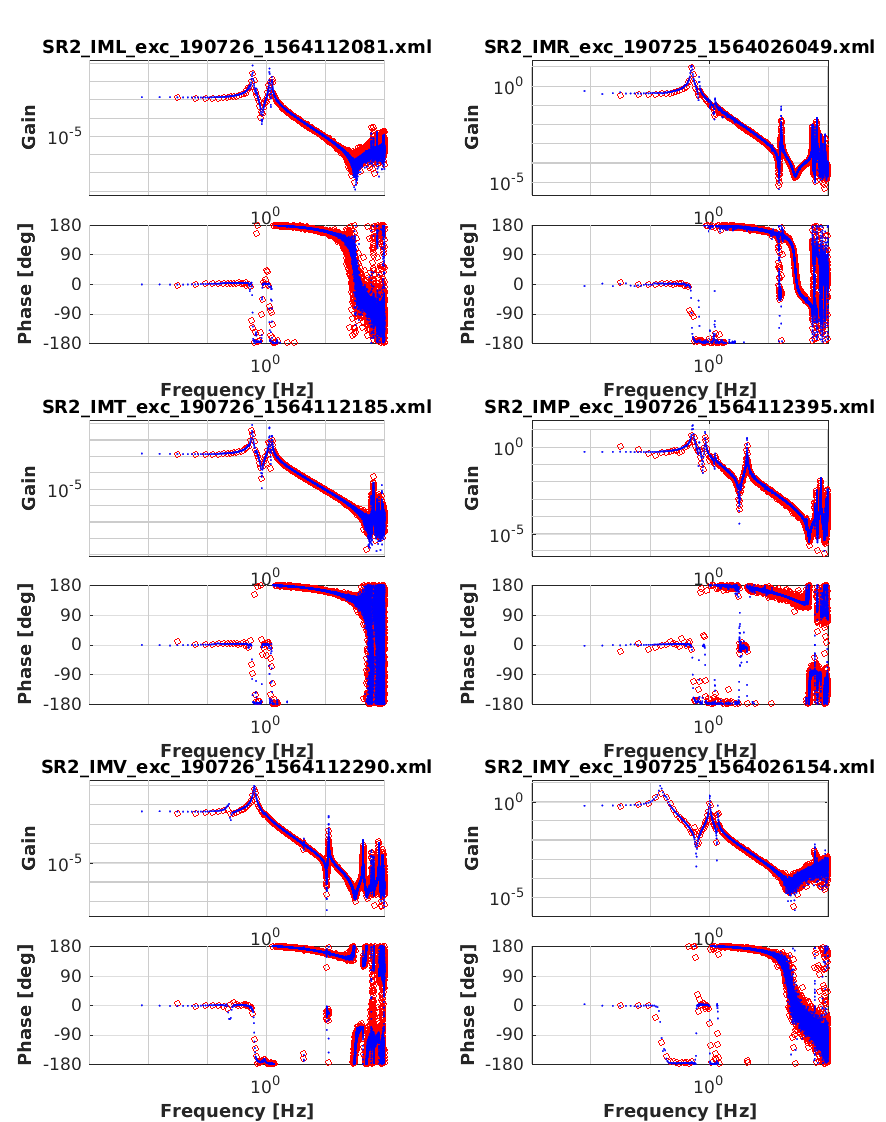 SR2_IML_exc_190726_1564112081.xml
Gain
10^-5
10^0
180
90
0
-90
-180
Phase [deg]
10^0
Frequency [Hz]
SR2_IMR_exc_190725_1564026049.xml
Gain
10^0
10^-5
10^0
180
90
0
-90
-180
Phase [deg]
10^0
Frequency [Hz]
SR2_IMT_exc_190726_1564112185.xml
Gain
10^-5
10^0
180
90
0
-90
-180
Phase [deg]
10^0
Frequency [Hz]
SR2_IMP_exc_190726_1564112395.xml
Gain
10^0
10^-5
10^0
180
90
0
-90
-180
Phase [deg]
10^0
Frequency [Hz]
SR2_IMV_exc_190726_1564112290.xml
Gain
10^-5
10^0
180
90
0
-90
-180
Phase [deg]
10^0
Frequency [Hz]
SR2_IMY_exc_190725_1564026154.xml
Gain
10^0
10^-5
10^0
180
90
0
-90
-180
Phase [deg]
10^0
Frequency [Hz]